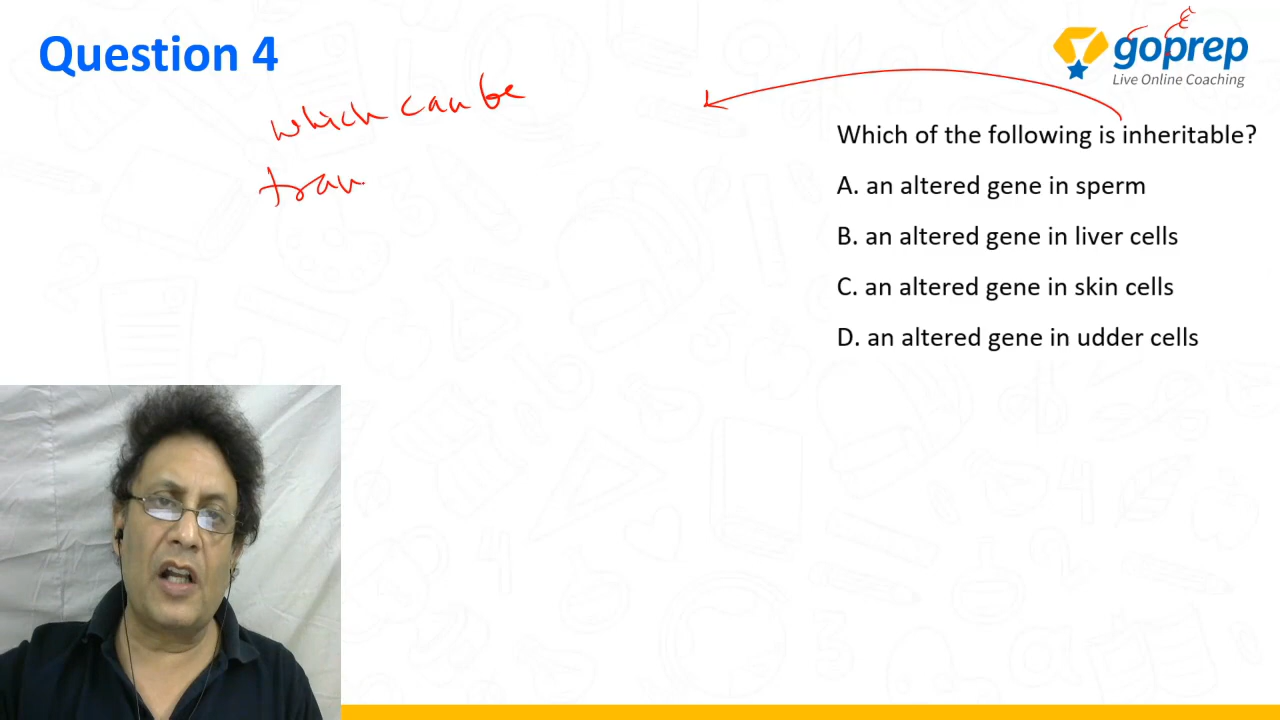 Question 4
goprep
Live Online Coaching
which can be
tran
Which of the following is inheritable?
A. an altered gene in sperm
B. an altered gene in liver cells
C. an altered gene in skin cells
D. an altered gene in udder cells